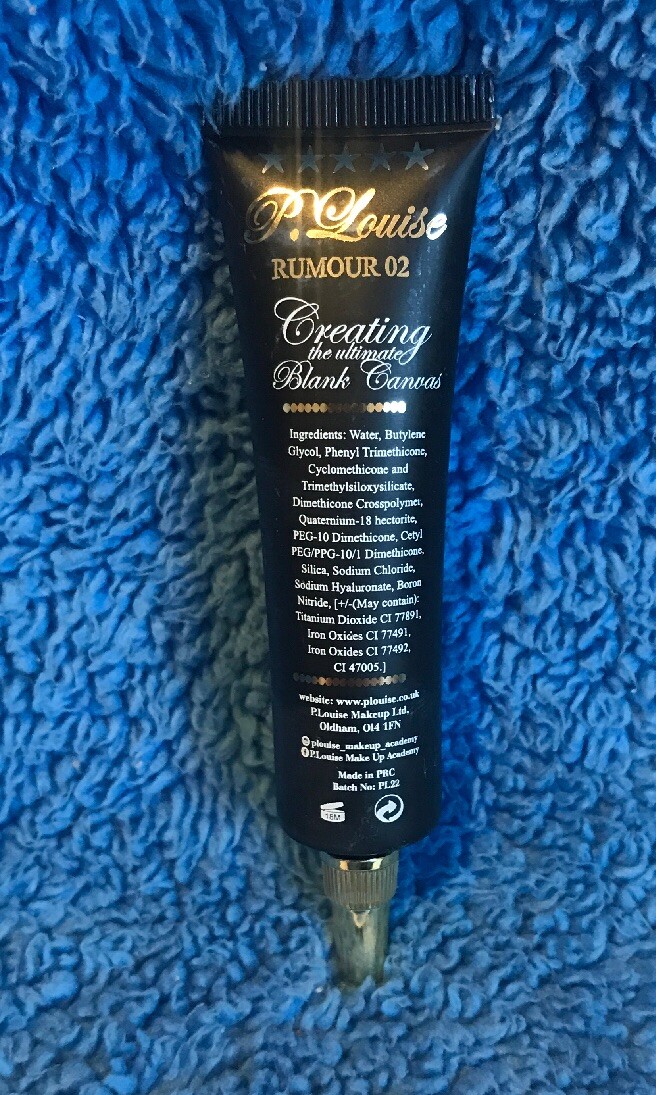 P. Louise
RUMOUR 02
Creating
the ultimate
Blank Canvas
Ingredients: Water, Butylene
Glycol, Phenyl Trimethicone,
Cyclomethicone and
Trimethylsiloxysilicate,
Dimethicone Crosspolymer,
Quaternium-18 hectorite,
PEG-10 Dimethicone, Cetyl
PEG/PPG-10/1 Dimethicone,
Silica, Sodium Chloride,
Sodium Hyaluronate, Boron
Nitride, [+/-(May contain):
Titanium Dioxide CI 77891,
Iron Oxides CI 77491,
Iron Oxides CI 77492,
CI 47005.]
website: www.plouise.co.uk
P.Louise Makeup Ltd,
Oldham, Ol4 1FN
plouise_makeup_academy
P.Louise Make Up Academy
Made in PRC
Batch No: PL22
18M